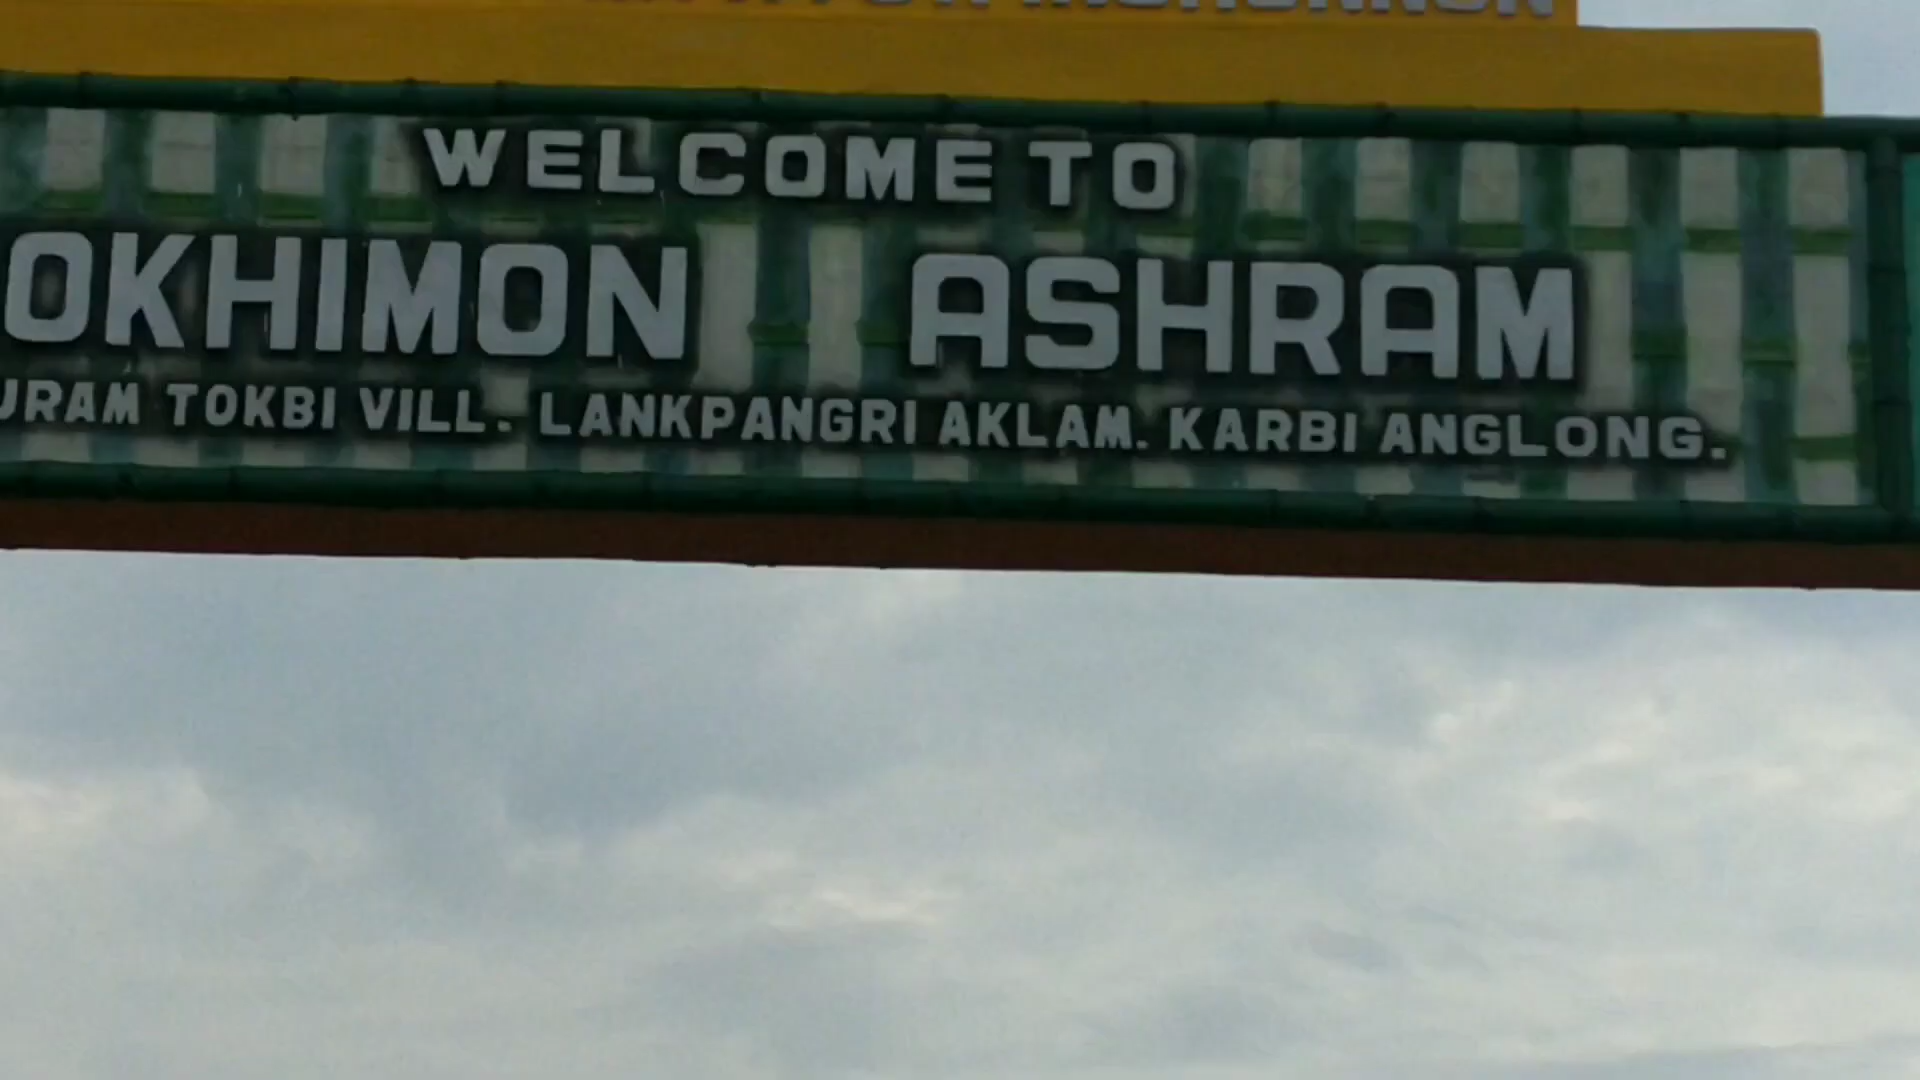 WELCOME TO
OKHIMON ASHRAM
URAM TOKBI VILL. LANKPANGRI AKLAM. KARBI ANGLONG.